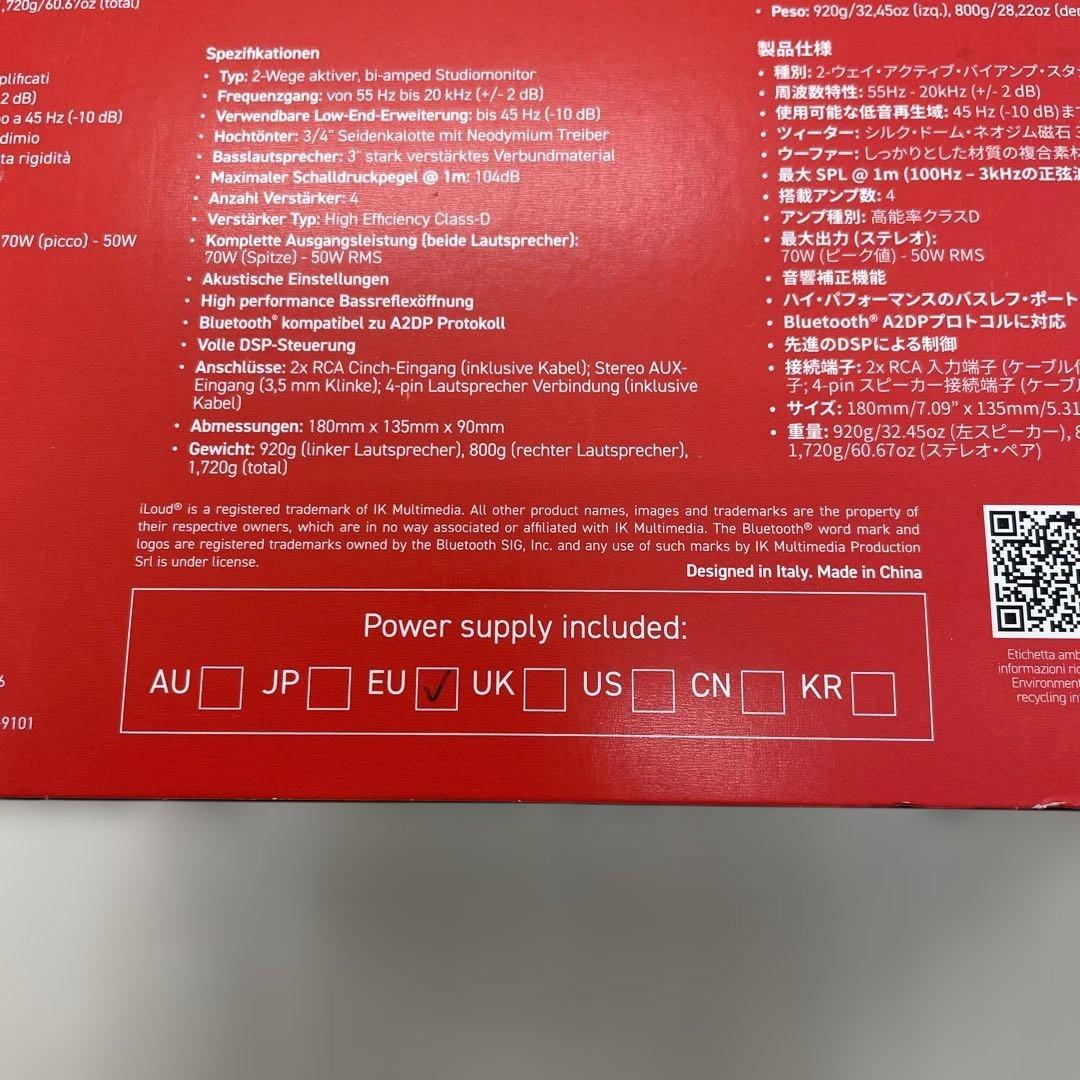 1,720g/60.67oz (total)
plificati
2 dB)
o a 45 Hz (-10 dB)
dimio
ta rigidità
70W (picco) - 50W
-9101
Spezifikationen
• Typ: 2-Wege aktiver, bi-amped Studiomonitor
• Frequenzgang: von 55 Hz bis 20 kHz (+/- 2 dB)
• Verwendbare Low-End-Erweiterung: bis 45 Hz (-10 dB)
• Hochtöner: 3/4" Seidenkalotte mit Neodymium Treiber
• Basslautsprecher: 3" stark verstärktes Verbundmaterial
• Maximaler Schalldruckpegel @ 1m: 104dB
• Anzahl Verstärker: 4
• Verstärker Typ: High Efficiency Class-D
• Komplette Ausgangsleistung (beide Lautsprecher):
70W (Spitze) - 50W RMS
• Akustische Einstellungen
• High performance Bassreflexöffnung
• Bluetooth® kompatibel zu A2DP Protokoll
• Volle DSP-Steuerung
• Anschlüsse: 2x RCA Cinch-Eingang (inklusive Kabel); Stereo AUX-
Eingang (3,5 mm Klinke); 4-pin Lautsprecher Verbindung (inklusive
Kabel)
• Abmessungen: 180mm x 135mm x 90mm
• Gewicht: 920g (linker Lautsprecher), 800g (rechter Lautsprecher),
1,720g (total)
• Peso: 920g/32,45oz (izq.), 800g/28,22oz (der
製品仕様
• 種別: 2-ウェイ・アクティブ・バイアンプ・スタ
• 周波数特性: 55Hz - 20kHz (+/- 2 dB)
• 使用可能な低音再生域: 45 Hz (-10 dB)ま
• ツィーター: シルク・ドーム・ネオジム磁石 3
• ウーファー: しっかりとした材質の複合素材
• 最大 SPL @ 1m (100Hz – 3kHzの正弦波
• 搭載アンプ数: 4
• アンプ種別: 高能率クラスD
• 最大出力 (ステレオ):
70W (ピーク値) - 50W RMS
• 音響補正機能
• ハイ・パフォーマンスのバスレフ・ポート
• Bluetooth® A2DPプロトコルに対応
• 先進のDSPによる制御
• 接続端子: 2x RCA 入力端子 (ケーブル
子; 4-pin スピーカー接続端子 (ケーブ
• サイズ: 180mm/7.09” x 135mm/5.31
• 重量: 920g/32.45oz (左スピーカー), 8
1,720g/60.67oz (ステレオ・ペア)
iLoud® is a registered trademark of IK Multimedia. All other product names, images and trademarks are the property of
their respective owners, which are in no way associated or affiliated with IK Multimedia. The Bluetooth® word mark and
logos are registered trademarks owned by the Bluetooth SIG, Inc. and any use of such marks by IK Multimedia Production
Srl is under license.
Designed in Italy. Made in China
Power supply included:
AU JP EU ✓ UK US CN KR
Etichetta amb
informazioni ric
Environment
recycling in